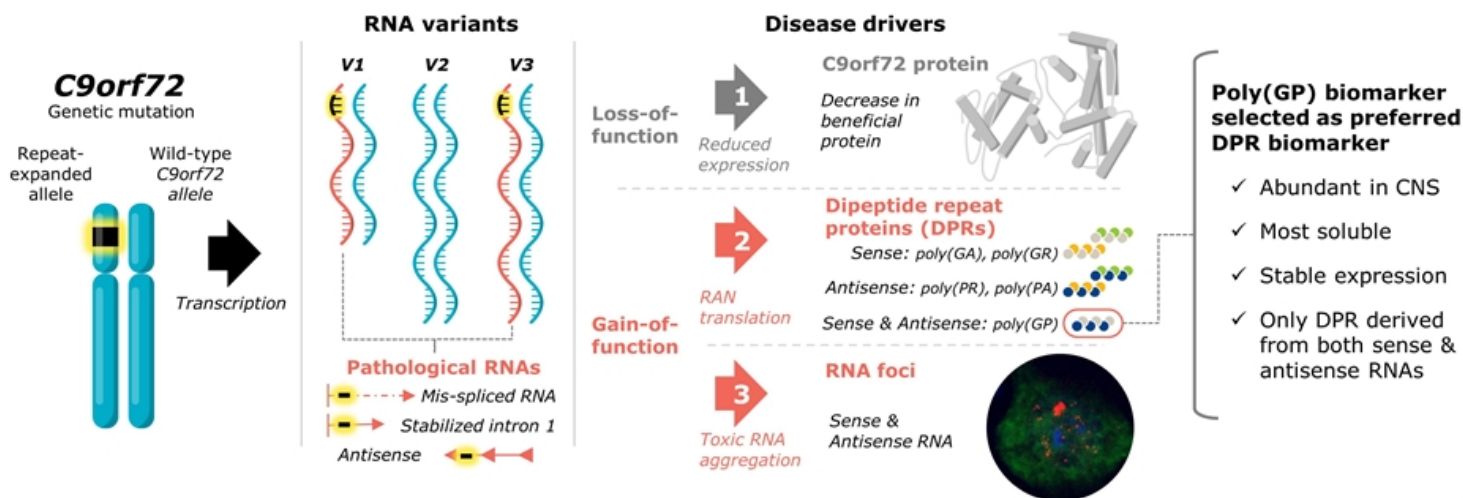 C9orf72
Genetic mutation
Repeat-
expanded
allele
Wild-type
C9orf72
allele
Transcription
RNA variants
V1
V2
V3
Pathological RNAs
Mis-spliced RNA
Stabilized intron 1
Antisense
Disease drivers
Loss-of-
function
1
Reduced
expression
C9orf72 protein
Decrease in
beneficial
protein
Gain-of-
function
2
RAN
translation
Dipeptide repeat
proteins (DPRs)
Sense: poly(GA), poly(GR)
Antisense: poly(PR), poly(PA)
Sense & Antisense: poly(GP)
3
Toxic RNA
aggregation
RNA foci
Sense &
Antisense RNA
Poly(GP) biomarker
selected as preferred
DPR biomarker
✓ Abundant in CNS
✓ Most soluble
✓ Stable expression
✓ Only DPR derived
from both sense &
antisense RNAs